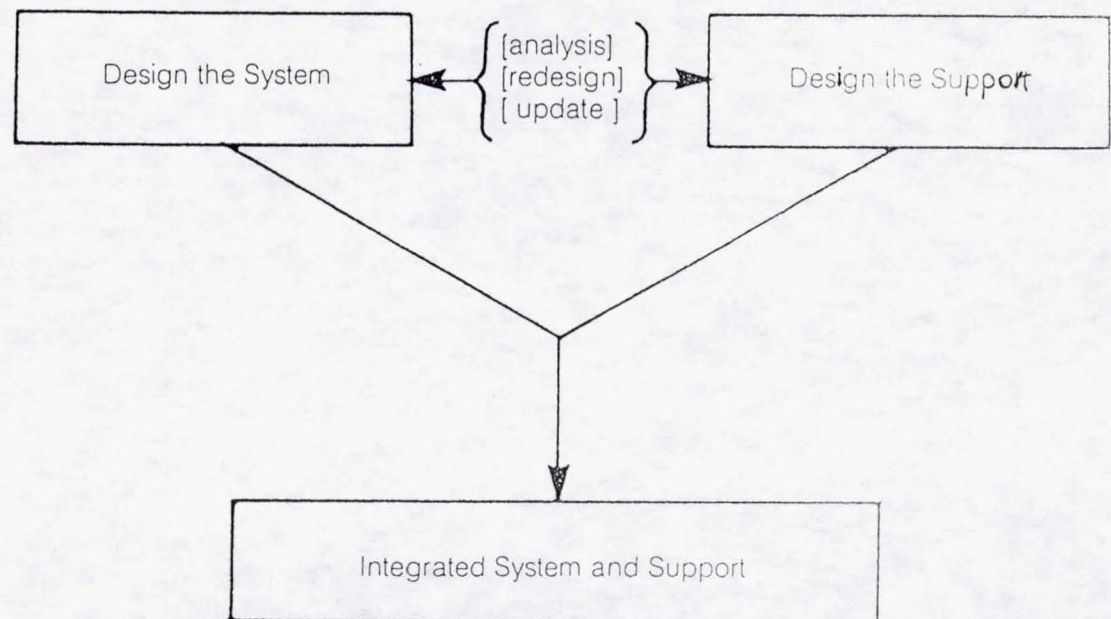 Design the System
[analysis]
[redesign]
[ update ]
Design the Support
Integrated System and Support